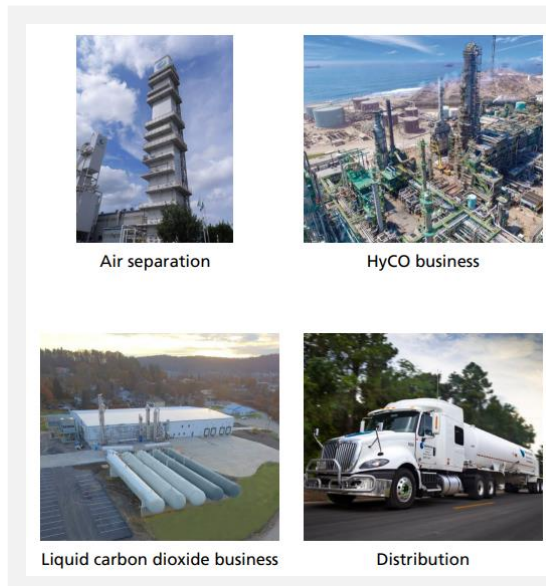 Air separation
HyCO business
Liquid carbon dioxide business
Distribution